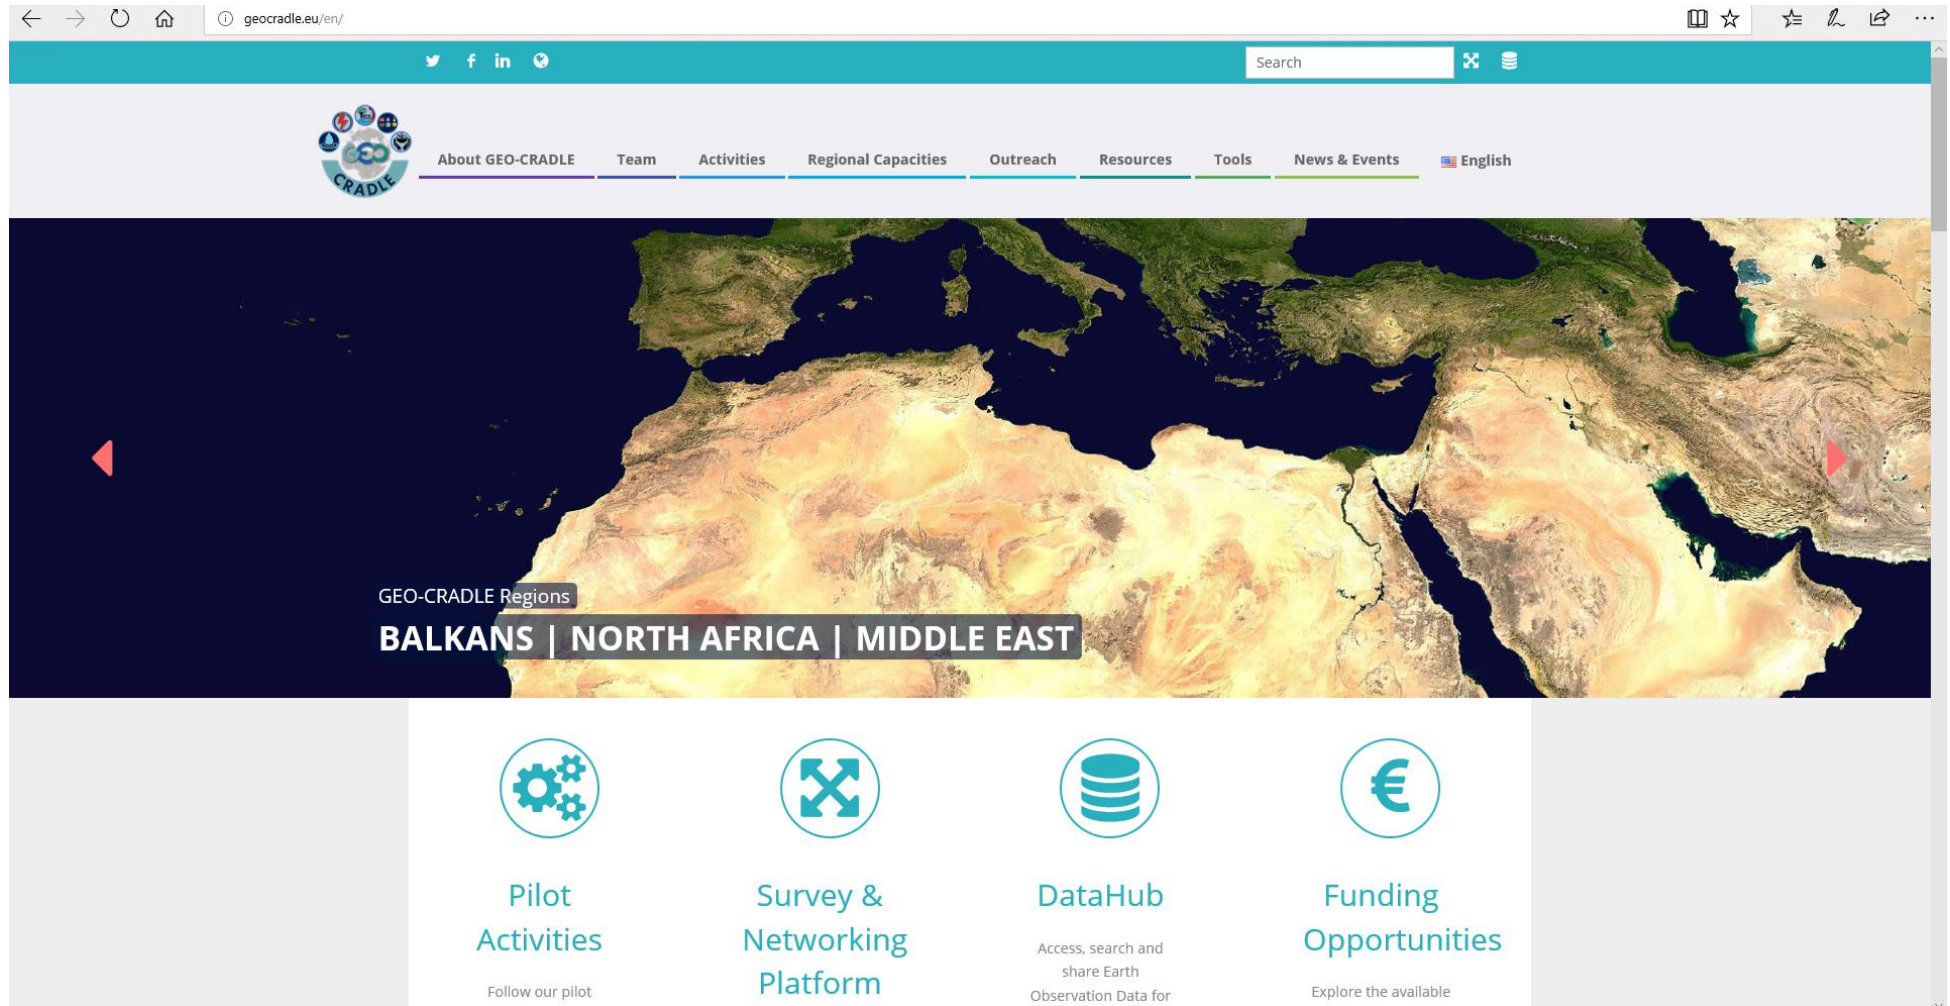 geocradle.eu/en/
Search
GEO
CRADLE
About GEO-CRADLE
Team
Activities
Regional Capacities
Outreach
Resources
Tools
News & Events
English
GEO-CRADLE Regions
BALKANS | NORTH AFRICA | MIDDLE EAST
Pilot
Activities
Follow our pilot
Survey &
Networking
Platform
DataHub
Access, search and
share Earth
Observation Data for
Funding
Opportunities
Explore the available